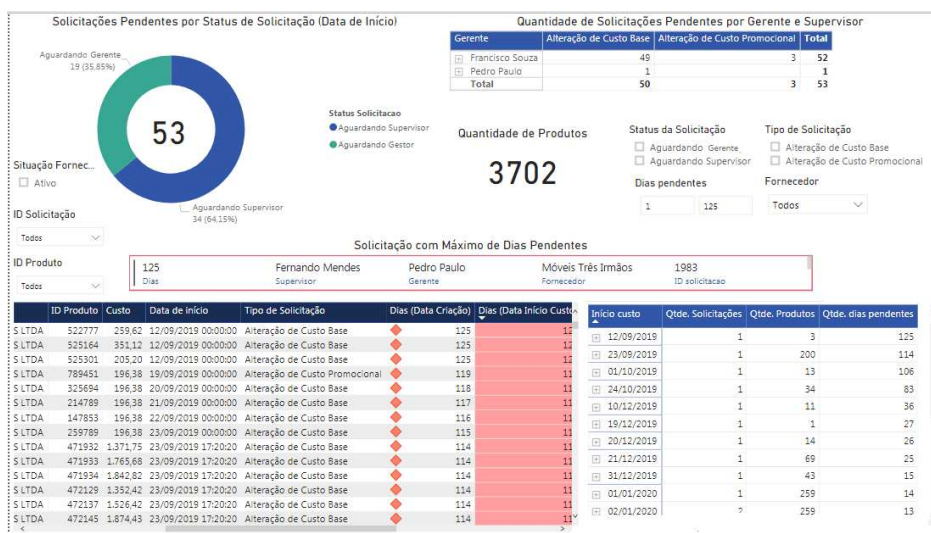 Solicitações Pendentes por Status de Solicitação (Data de Início)
Aguardando Gerente
19 (35,85%)
53
Aguardando Supervisor
34 (64,15%)
Status Solicitacao
Aguardando Supervisor
Aguardando Gestor
Quantidade de Solicitações Pendentes por Gerente e Supervisor
Gerente Alteração de Custo Base Alteração de Custo Promocional Total
Francisco Souza 49 3 52
Pedro Paulo 1 1
Total 50 3 53
Quantidade de Produtos
3702
Status da Solicitação
Aguardando Gerente
Aguardando Supervisor
Tipo de Solicitação
Alteração de Custo Base
Alteração de Custo Promocional
Dias pendentes
1 125
Fornecedor
Todos
Situação Fornec...
Ativo
ID Solicitação
Todos
ID Produto
Todos
Solicitação com Máximo de Dias Pendentes
125 Fernando Mendes Pedro Paulo Móveis Três Irmãos 1983
Dias Supervisor Gerente Fornecedor ID solicitacao
ID Produto Custo Data de início Tipo de Solicitação Dias (Data Criação) Dias (Data Início Custo
S LTDA 522777 259,62 12/09/2019 00:00:00 Alteração de Custo Base 125 12
S LTDA 525164 351,12 12/09/2019 00:00:00 Alteração de Custo Base 125 12
S LTDA 525301 205,20 12/09/2019 00:00:00 Alteração de Custo Base 125 12
S LTDA 789451 196,38 19/09/2019 00:00:00 Alteração de Custo Promocional 119 11
S LTDA 325694 196,38 20/09/2019 00:00:00 Alteração de Custo Base 118 11
S LTDA 214789 196,38 21/09/2019 00:00:00 Alteração de Custo Base 117 11
S LTDA 147853 196,38 22/09/2019 00:00:00 Alteração de Custo Base 116 11
S LTDA 259789 196,38 23/09/2019 00:00:00 Alteração de Custo Base 115 11
S LTDA 471932 1.371,75 23/09/2019 17:20:20 Alteração de Custo Base 114 11
S LTDA 471933 1.765,68 23/09/2019 17:20:20 Alteração de Custo Base 114 11
S LTDA 471934 1.842,82 23/09/2019 17:20:20 Alteração de Custo Base 114 11
S LTDA 472129 1.352,42 23/09/2019 17:20:20 Alteração de Custo Base 114 11
S LTDA 472137 1.526,42 23/09/2019 17:20:20 Alteração de Custo Base 114 11
S LTDA 472145 1.874,43 23/09/2019 17:20:20 Alteração de Custo Base 114 11
Início custo Qtde. Solicitações Qtde. Produtos Qtde. dias pendentes
12/09/2019 1 3 125
23/09/2019 1 200 114
01/10/2019 1 13 106
24/10/2019 1 34 83
10/12/2019 1 11 36
19/12/2019 1 1 27
20/12/2019 1 14 26
21/12/2019 1 69 25
31/12/2019 1 43 15
01/01/2020 1 259 14
02/01/2020 259 13